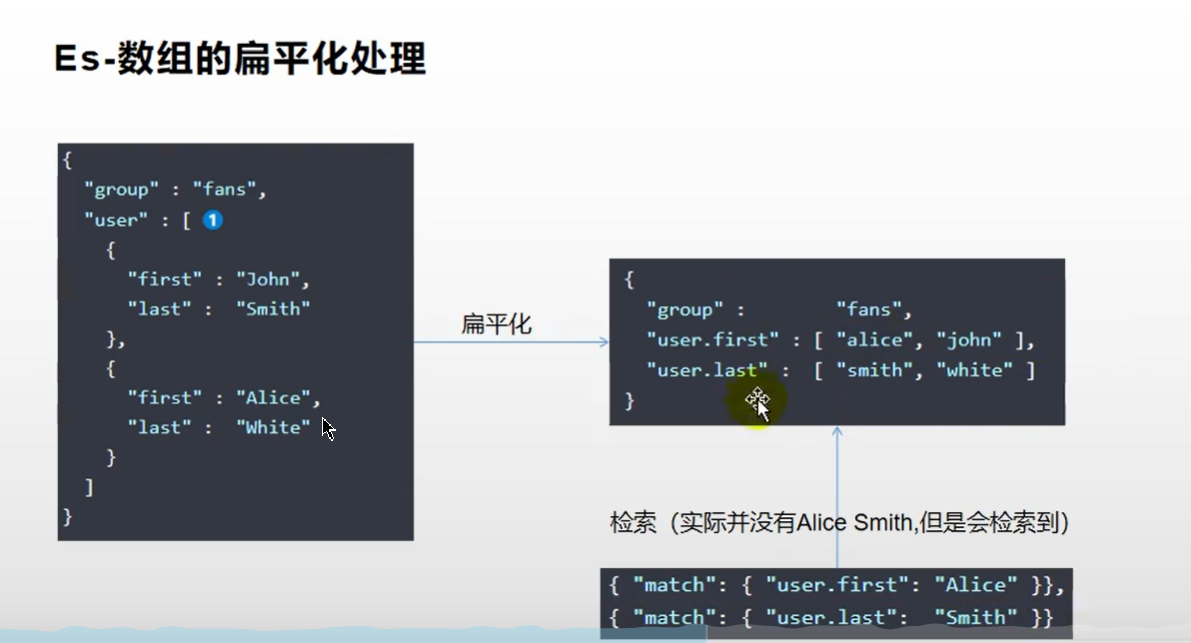 Es-数组的扁平化处理
{
"group" : "fans",
"user" : [ 1
{
"first" : "John",
"last" : "Smith"
},
{
"first" : "Alice",
"last" : "White"
}
]
}
扁平化
{
"group" : "fans",
"user.first" : [ "alice", "john" ],
"user.last" : [ "smith", "white" ]
}
检索（实际并没有Alice Smith,但是会检索到）
{ "match": { "user.first": "Alice" }},
{ "match": { "user.last": "Smith" }}